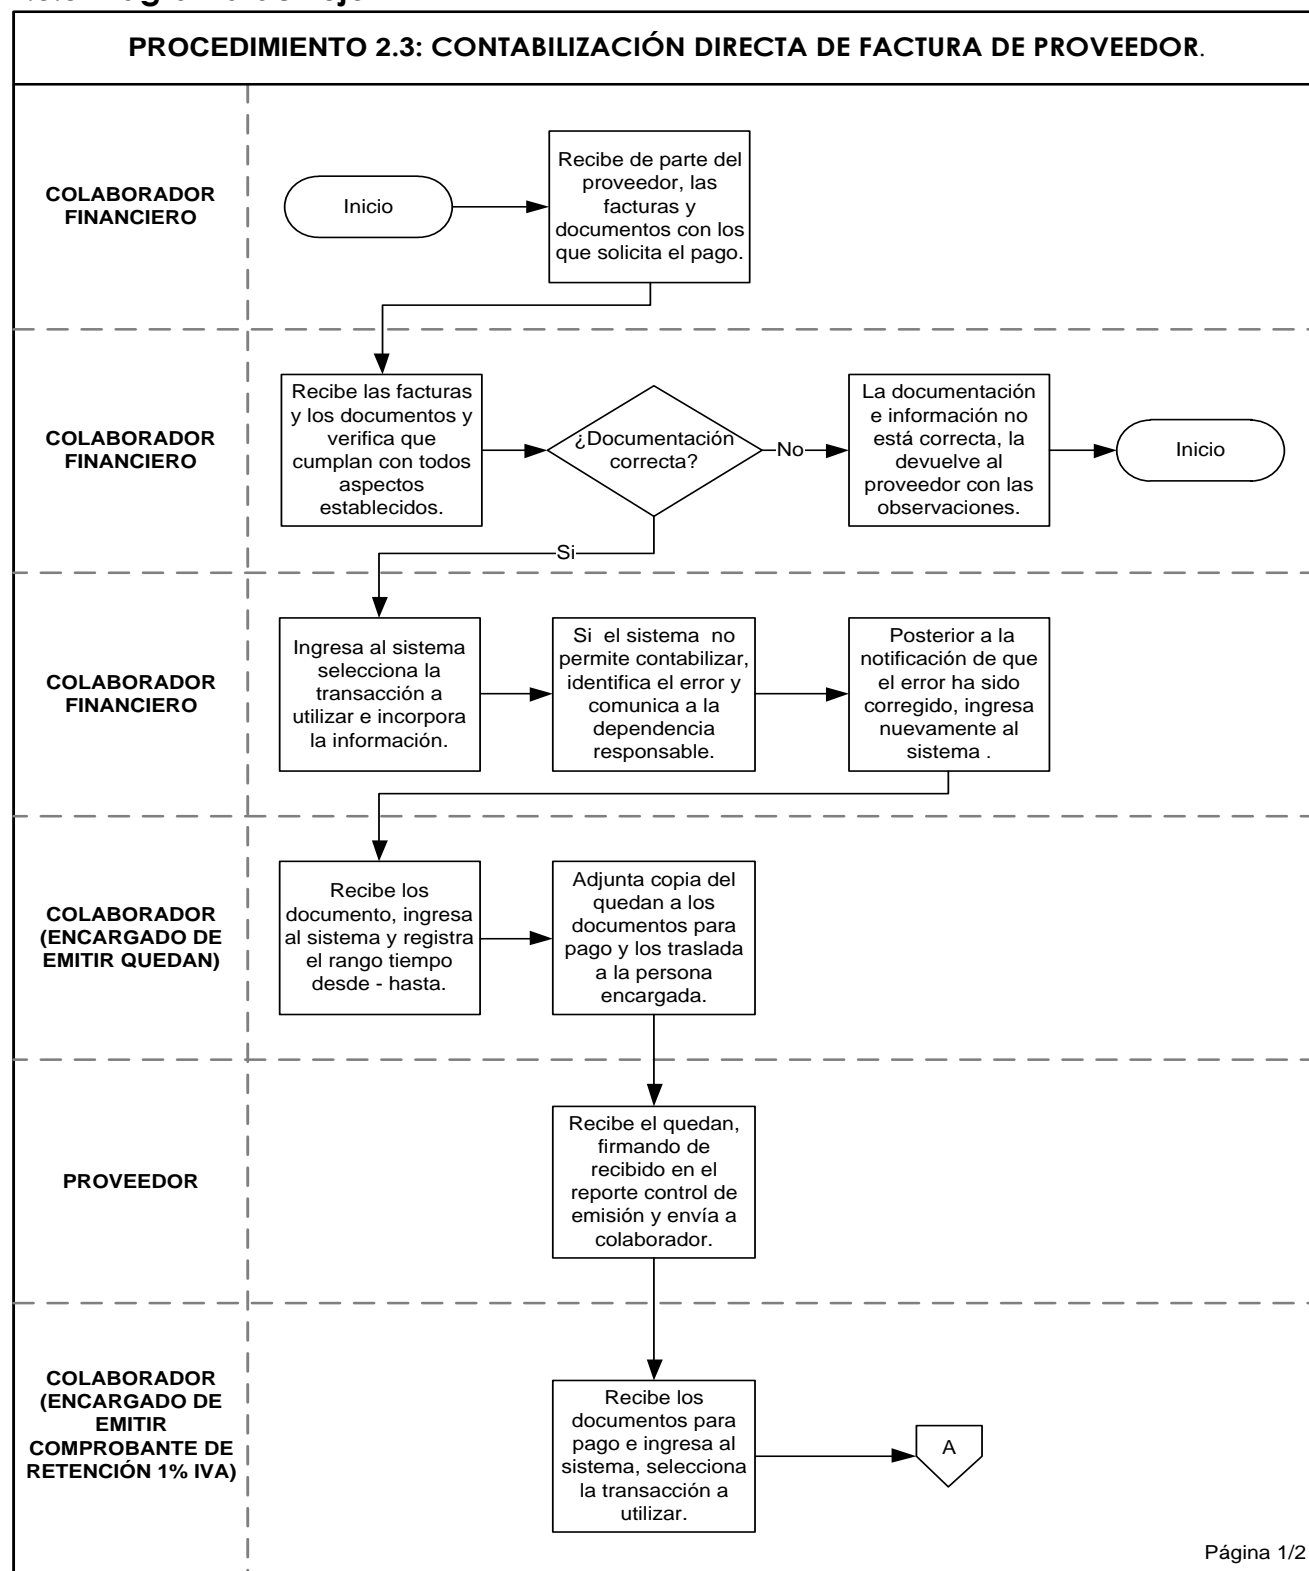 PROCEDIMIENTO 2.3: CONTABILIZACIÓN DIRECTA DE FACTURA DE PROVEEDOR.
COLABORADOR
FINANCIERO
Inicio
Recibe de parte del
proveedor, las
facturas y
documentos con los
que solicita el pago.
COLABORADOR
FINANCIERO
Recibe las facturas
y los documentos y
verifica que
cumplan con todos
aspectos
establecidos.
¿Documentación
correcta?
No
La documentación
e información no
está correcta, la
devuelve al
proveedor con las
observaciones.
Inicio
Si
COLABORADOR
FINANCIERO
Ingresa al sistema
selecciona la
transacción a
utilizar e incorpora
la información.
Si el sistema no
permite contabilizar,
identifica el error y
comunica a la
dependencia
responsable.
Posterior a la
notificación de que
el error ha sido
corregido, ingresa
nuevamente al
sistema .
COLABORADOR
(ENCARGADO DE
EMITIR QUEDAN)
Recibe los
documento, ingresa
al sistema y registra
el rango tiempo
desde - hasta.
Adjunta copia del
quedan a los
documentos para
pago y los traslada
a la persona
encargada.
PROVEEDOR
Recibe el quedan,
firmando de
recibido en el
reporte control de
emisión y envía a
colaborador.
COLABORADOR
(ENCARGADO DE
EMITIR
COMPROBANTE DE
RETENCIÓN 1% IVA)
Recibe los
documentos para
pago e ingresa al
sistema, selecciona
la transacción a
utilizar.
A
Página 1/2